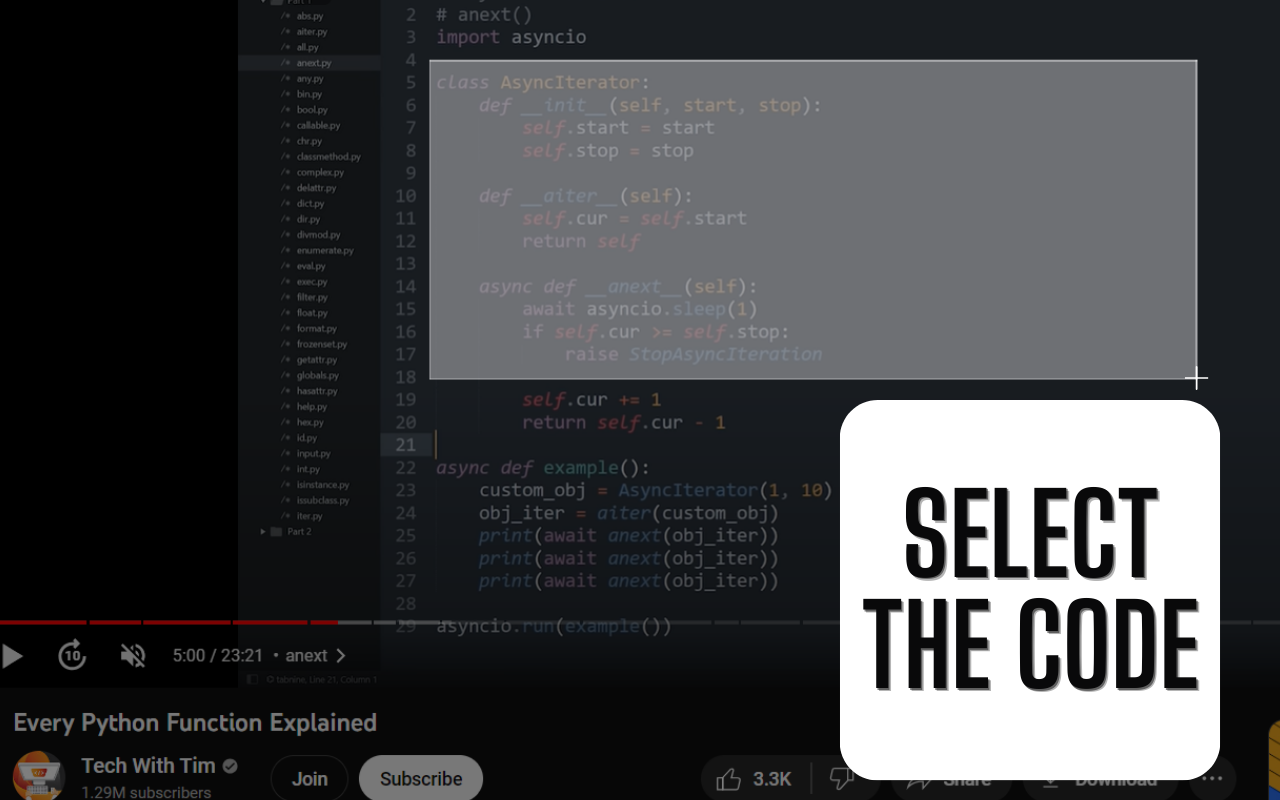 Part 1
abs.py
aiter.py
all.py
anext.py
any.py
bin.py
bool.py
callable.py
chr.py
classmethod.py
complex.py
delattr.py
dict.py
dir.py
divmod.py
enumerate.py
eval.py
exec.py
filter.py
float.py
format.py
frozenset.py
getattr.py
globals.py
hasattr.py
help.py
hex.py
id.py
input.py
int.py
isinstance.py
issubclass.py
iter.py
Part 2
2 # anext()
3 import asyncio
4
5 class AsyncIterator:
6 def __init__(self, start, stop):
7 self.start = start
8 self.stop = stop
9
10 def __aiter__(self):
11 self.cur = self.start
12 return self
13
14 async def __anext__(self):
15 await asyncio.sleep(1)
16 if self.cur >= self.stop:
17 raise StopAsyncIteration
18
19 self.cur += 1
20 return self.cur - 1
21
22 async def example():
23 custom_obj = AsyncIterator(1, 10)
24 obj_iter = aiter(custom_obj)
25 print(await anext(obj_iter))
26 print(await anext(obj_iter))
27 print(await anext(obj_iter))
28
29 asyncio.run(example())
SELECT
THE CODE
10 5:00 / 23:21 • anext
tabnine, Line 21, Column 1
Every Python Function Explained
Tech With Tim
1.29M subscribers
Join
Subscribe
3.3K
Share
Download